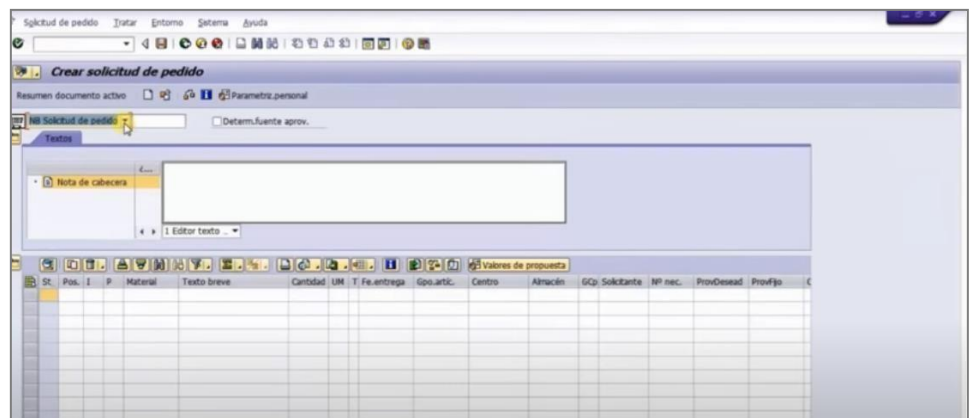 Solicitud de pedido Tratar Entorno Sistema Ayuda
Crear solicitud de pedido
Resumen documento activo Parametriz.personal
NB Solicitud de pedido Determ.fuente aprov.
Textos
Nota de cabecera
1 Editor texto ..
Valores de propuesta
St. Pos. I P Material Texto breve Cantidad UM T Fe.entrega Gpo.artíc. Centro Almacén GCp Solicitante Nº nec. ProvDesead ProvFijo